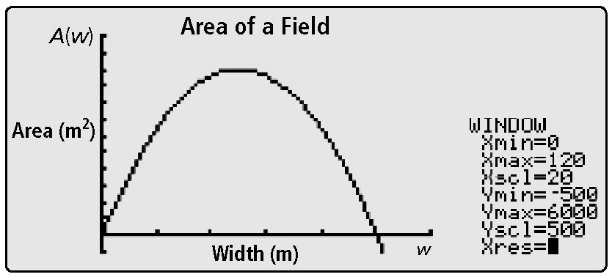 Area of a Field
A(w)
Area (m²)
Width (m)
w
WINDOW
Xmin=0
Xmax=120
Xscl=20
Ymin=-500
Ymax=6000
Yscl=500
Xres=